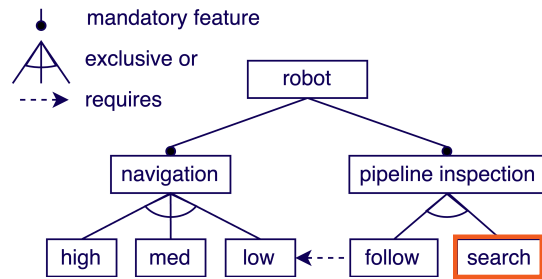 mandatory feature
exclusive or
requires
robot
navigation
pipeline inspection
high
med
low
follow
search